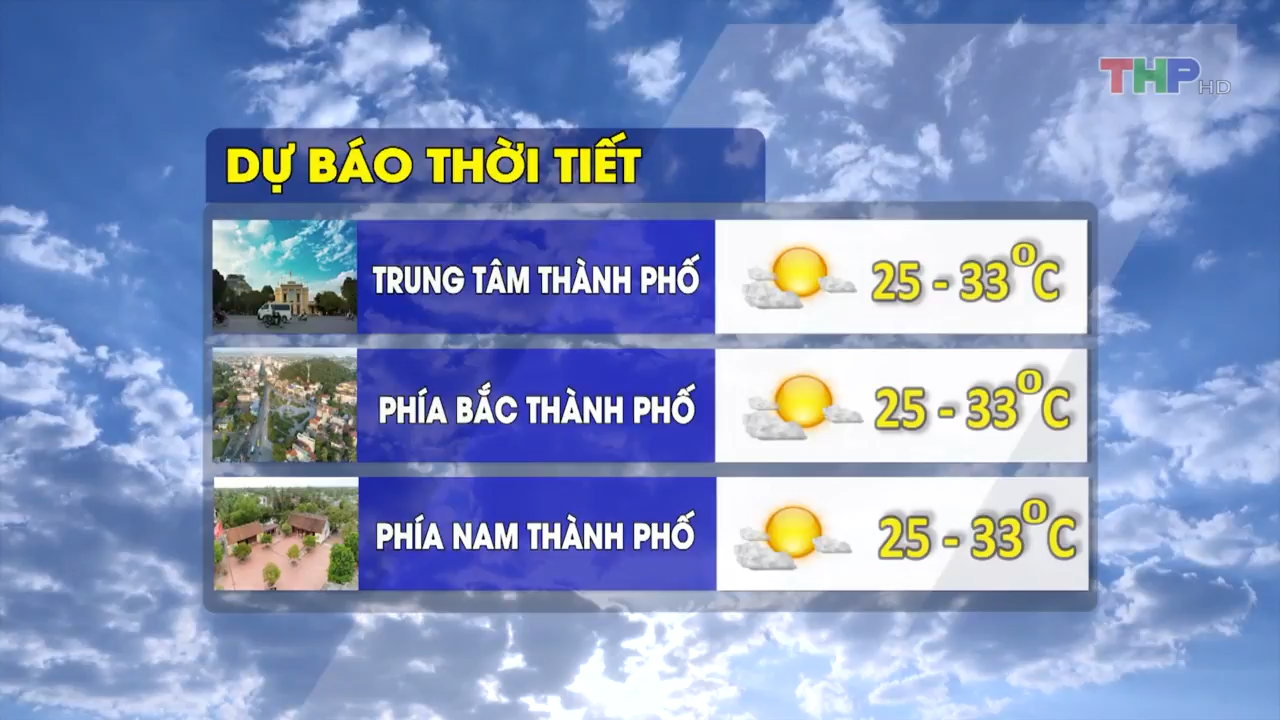 THP HD
DỰ BÁO THỜI TIẾT
TRUNG TÂM THÀNH PHỐ 25 - 33°C
PHÍA BẮC THÀNH PHỐ 25 - 33°C
PHÍA NAM THÀNH PHỐ 25 - 33°C